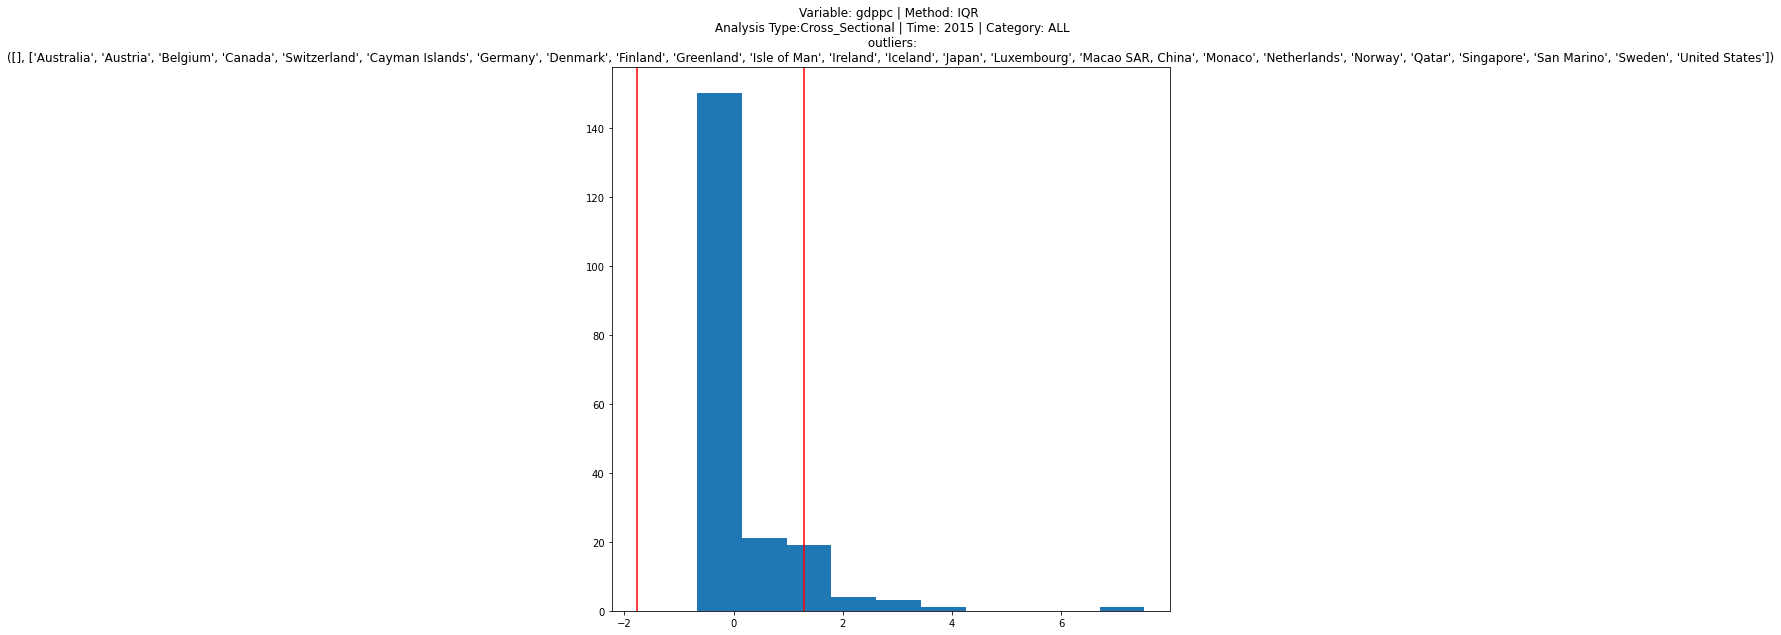 Variable: gdppc | Method: IQR
Analysis Type:Cross_Sectional | Time: 2015 | Category: ALL
outliers:
([], ['Australia', 'Austria', 'Belgium', 'Canada', 'Switzerland', 'Cayman Islands', 'Germany', 'Denmark', 'Finland', 'Greenland', 'Isle of Man', 'Ireland', 'Iceland', 'Japan', 'Luxembourg', 'Macao SAR, China', 'Monaco', 'Netherlands', 'Norway', 'Qatar', 'Singapore', 'San Marino', 'Sweden', 'United States'])
140
120
100
80
60
40
20
0
−2 0 2 4 6